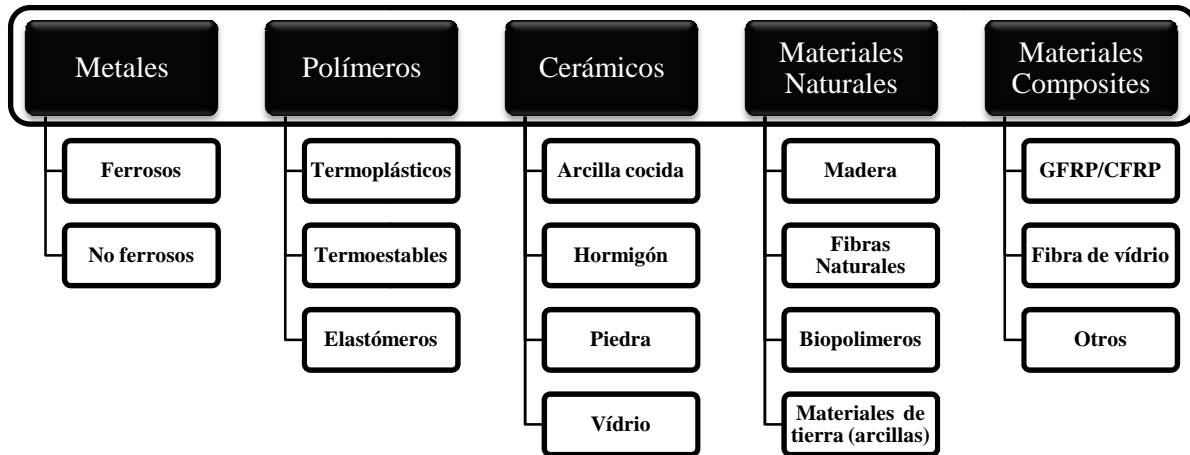 Metales
Ferrosos
No ferrosos
Polímeros
Termoplásticos
Termoestables
Elastómeros
Cerámicos
Arcilla cocida
Hormigón
Piedra
Vídrio
Materiales
Naturales
Madera
Fibras
Naturales
Biopolimeros
Materiales de
tierra (arcillas)
Materiales
Composites
GFRP/CFRP
Fibra de vídrio
Otros